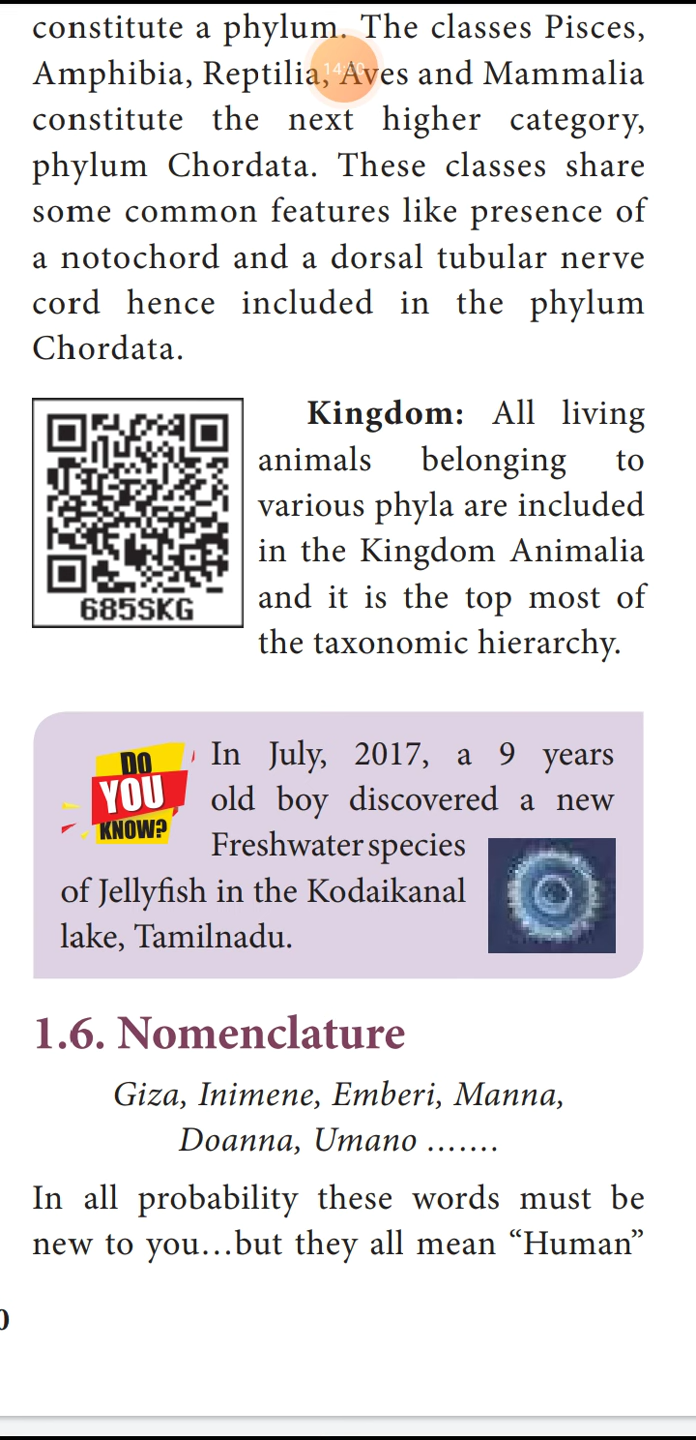 constitute a phylum. The classes Pisces,
Amphibia, Reptilia, Aves and Mammalia
constitute the next higher category,
phylum Chordata. These classes share
some common features like presence of
a notochord and a dorsal tubular nerve
cord hence included in the phylum
Chordata.
685SKG
Kingdom: All living
animals belonging to
various phyla are included
in the Kingdom Animalia
and it is the top most of
the taxonomic hierarchy.
DO
YOU
KNOW?
In July, 2017, a 9 years
old boy discovered a new
Freshwater species
of Jellyfish in the Kodaikanal
lake, Tamilnadu.
1.6. Nomenclature
Giza, Inimene, Emberi, Manna,
Doanna, Umano .......
In all probability these words must be
new to you...but they all mean “Human”
0